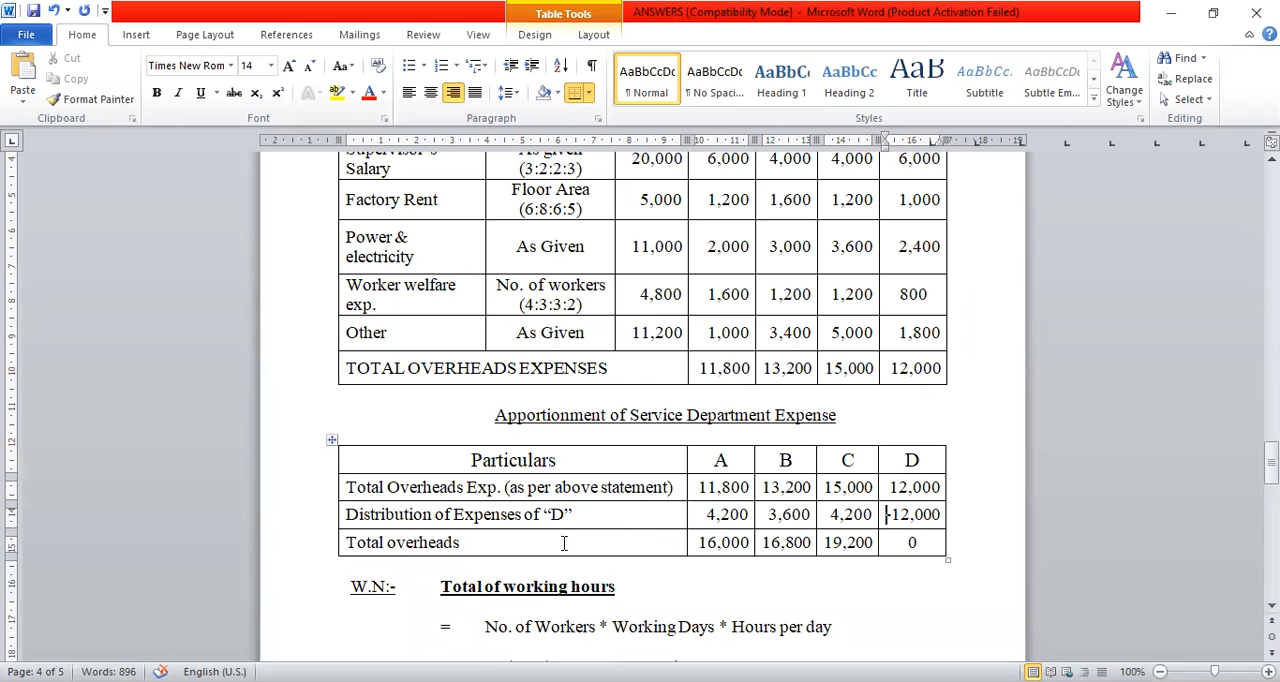 Table Tools
ANSWERS [Compatibility Mode] - Microsoft Word (Product Activation Failed)
File Home Insert Page Layout References Mailings Review View Design Layout
Cut
Copy
Format Painter
Paste
Clipboard
Times New Rom 14
Font
Paragraph
AaBbCcDc AaBbCcDc AaBbC AaBbCc AaB AaBbCc. AaBbCcDc
¶ Normal ¶ No Spaci... Heading 1 Heading 2 Title Subtitle Subtle Em...
Styles
Change Styles
Find
Replace
Select
Editing
Supervisor's Salary As given (3:2:2:3) 20,000 6,000 4,000 4,000 6,000
Factory Rent Floor Area (6:8:6:5) 5,000 1,200 1,600 1,200 1,000
Power & electricity As Given 11,000 2,000 3,000 3,600 2,400
Worker welfare exp. No. of workers (4:3:3:2) 4,800 1,600 1,200 1,200 800
Other As Given 11,200 1,000 3,400 5,000 1,800
TOTAL OVERHEADS EXPENSES 11,800 13,200 15,000 12,000
Apportionment of Service Department Expense
Particulars A B C D
Total Overheads Exp. (as per above statement) 11,800 13,200 15,000 12,000
Distribution of Expenses of “D” 4,200 3,600 4,200 -12,000
Total overheads 16,000 16,800 19,200 0
W.N:- Total of working hours
= No. of Workers * Working Days * Hours per day
Page: 4 of 5 Words: 896 English (U.S.) 100%